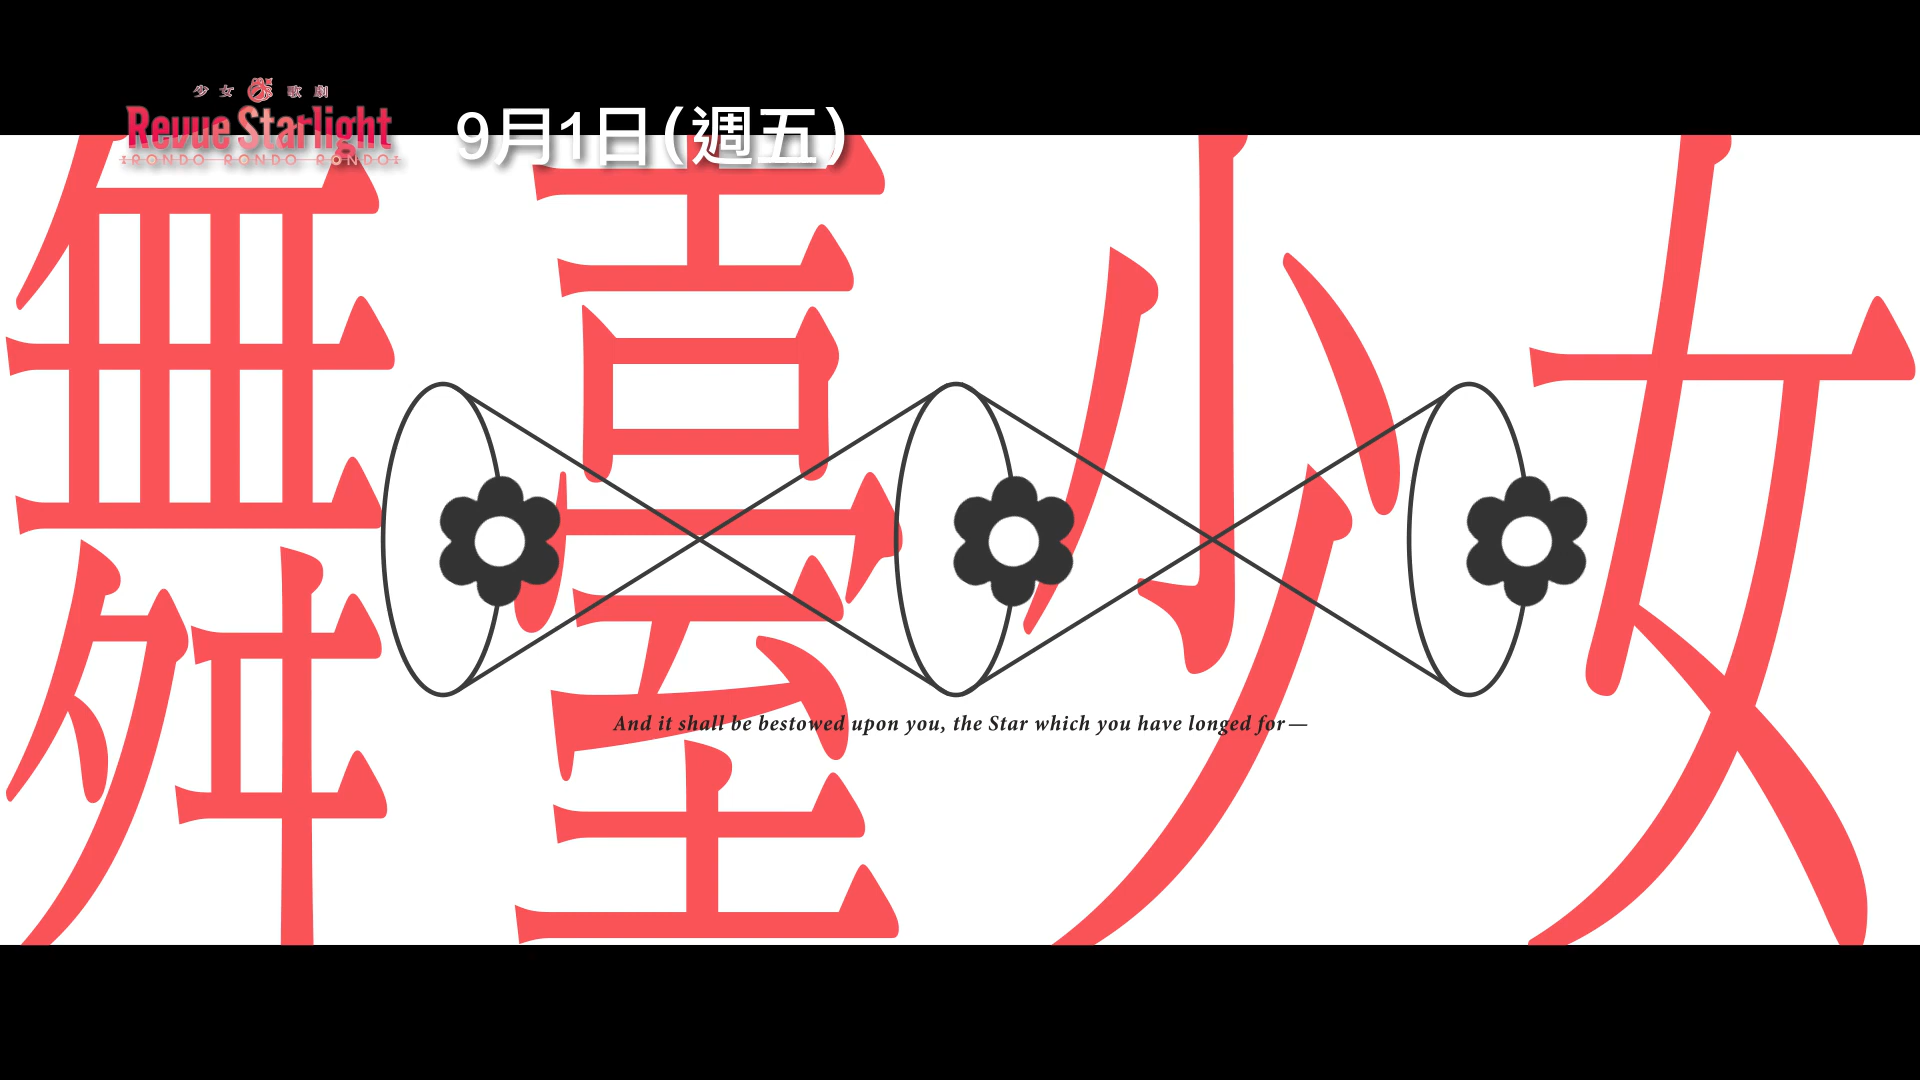 少女歌劇
Revue Starlight
RONDO RONDO RONDO
9月1日(週五)
舞臺少女
And it shall be bestowed upon you, the Star which you have longed for—